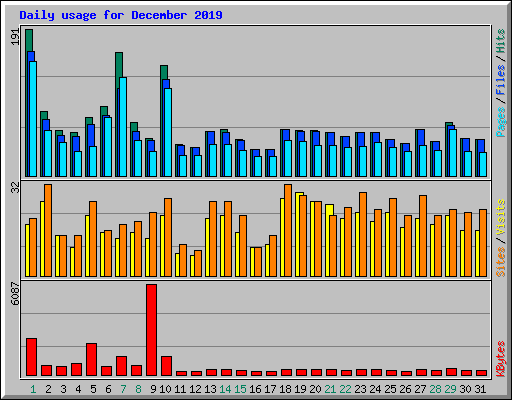 Daily usage for December 2019
191
Pages / Files / Hits
32
Sites / Visits
6087
KBytes
1 2 3 4 5 6 7 8 9 10 11 12 13 14 15 16 17 18 19 20 21 22 23 24 25 26 27 28 29 30 31